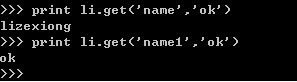 >>> print li.get('name','ok')
lizexiong
>>> print li.get('name1','ok')
ok
>>>